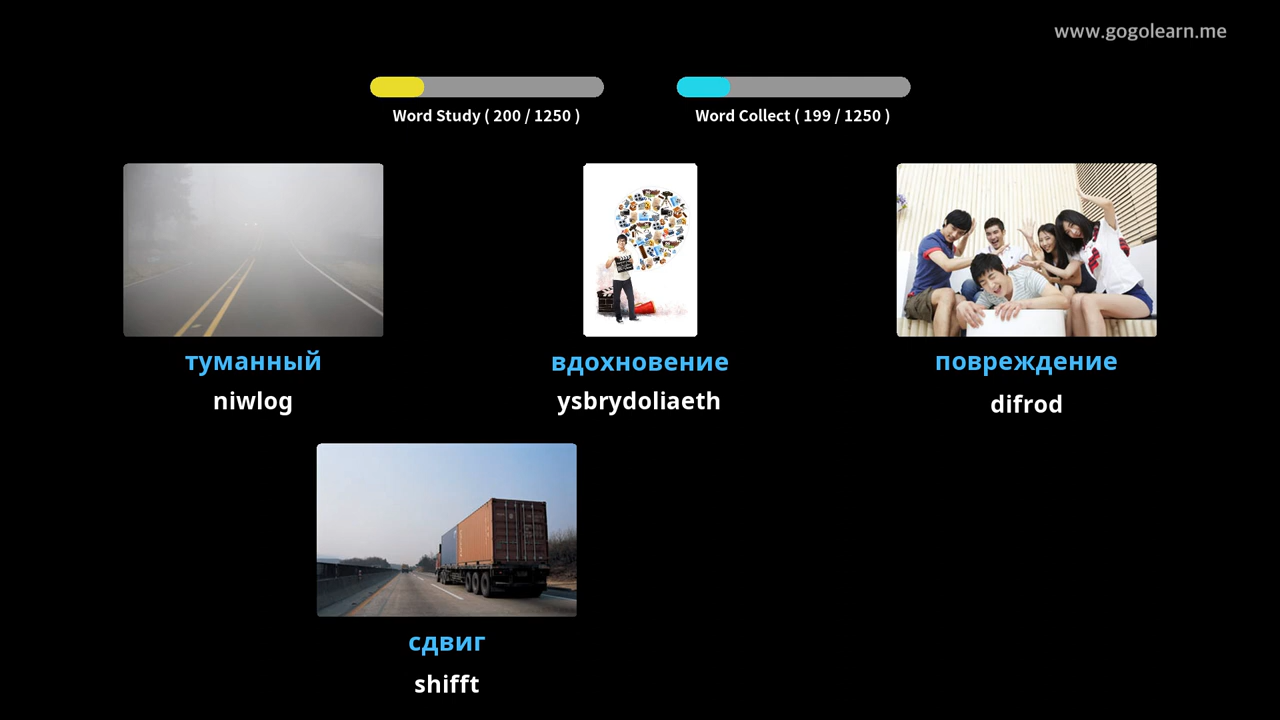 www.gogolearn.me
Word Study ( 200 / 1250 )
Word Collect ( 199 / 1250 )
туманный
niwlog
вдохновение
ysbrydoliaeth
повреждение
difrod
сдвиг
shifft